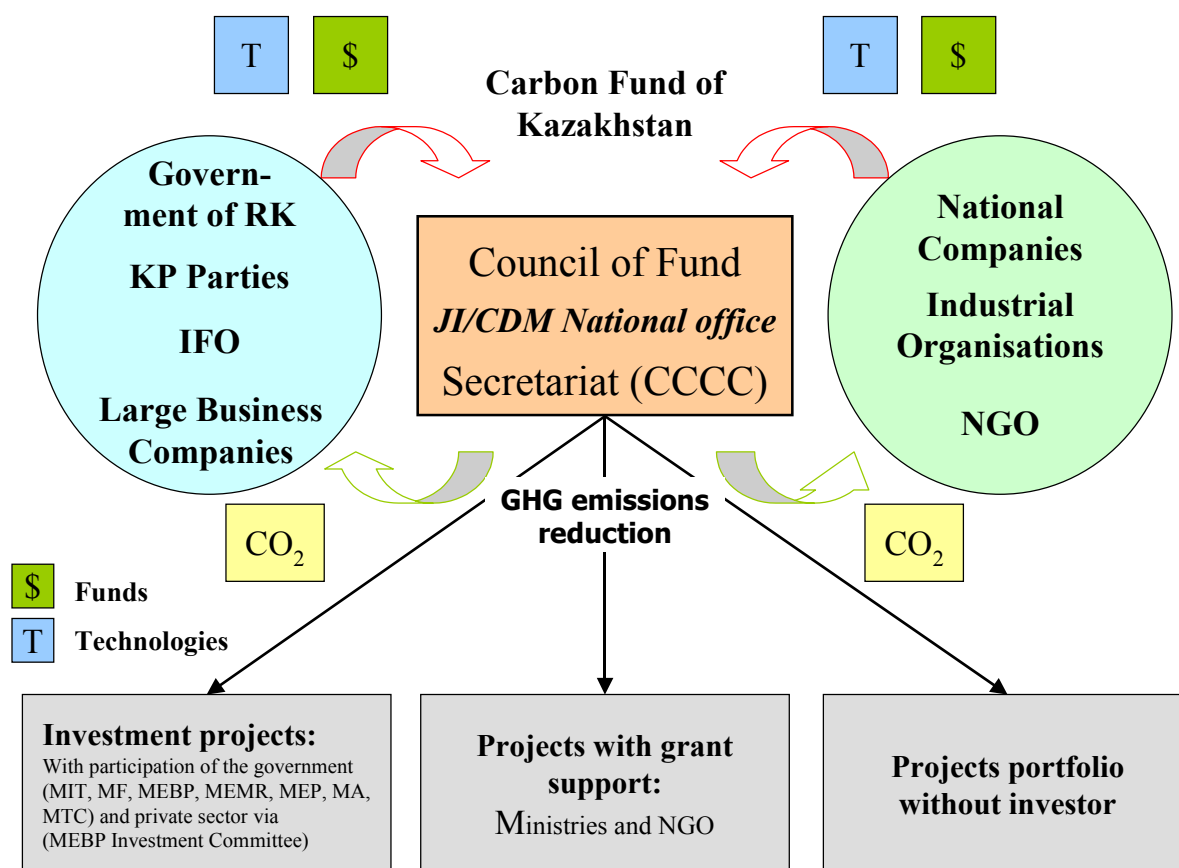 T
$
T
$
Carbon Fund of
Kazakhstan
Govern-
ment of RK
KP Parties
IFO
Large Business
Companies
Council of Fund
JI/CDM National office
Secretariat (CCCC)
National
Companies
Industrial
Organisations
NGO
GHG emissions
reduction
CO₂
CO₂
$ Funds
T Technologies
Investment projects:
With participation of the government
(MIT, MF, MEBP, MEMR, MEP, MA,
MTC) and private sector via
(MEBP Investment Committee)
Projects with grant
support:
Ministries and NGO
Projects portfolio
without investor